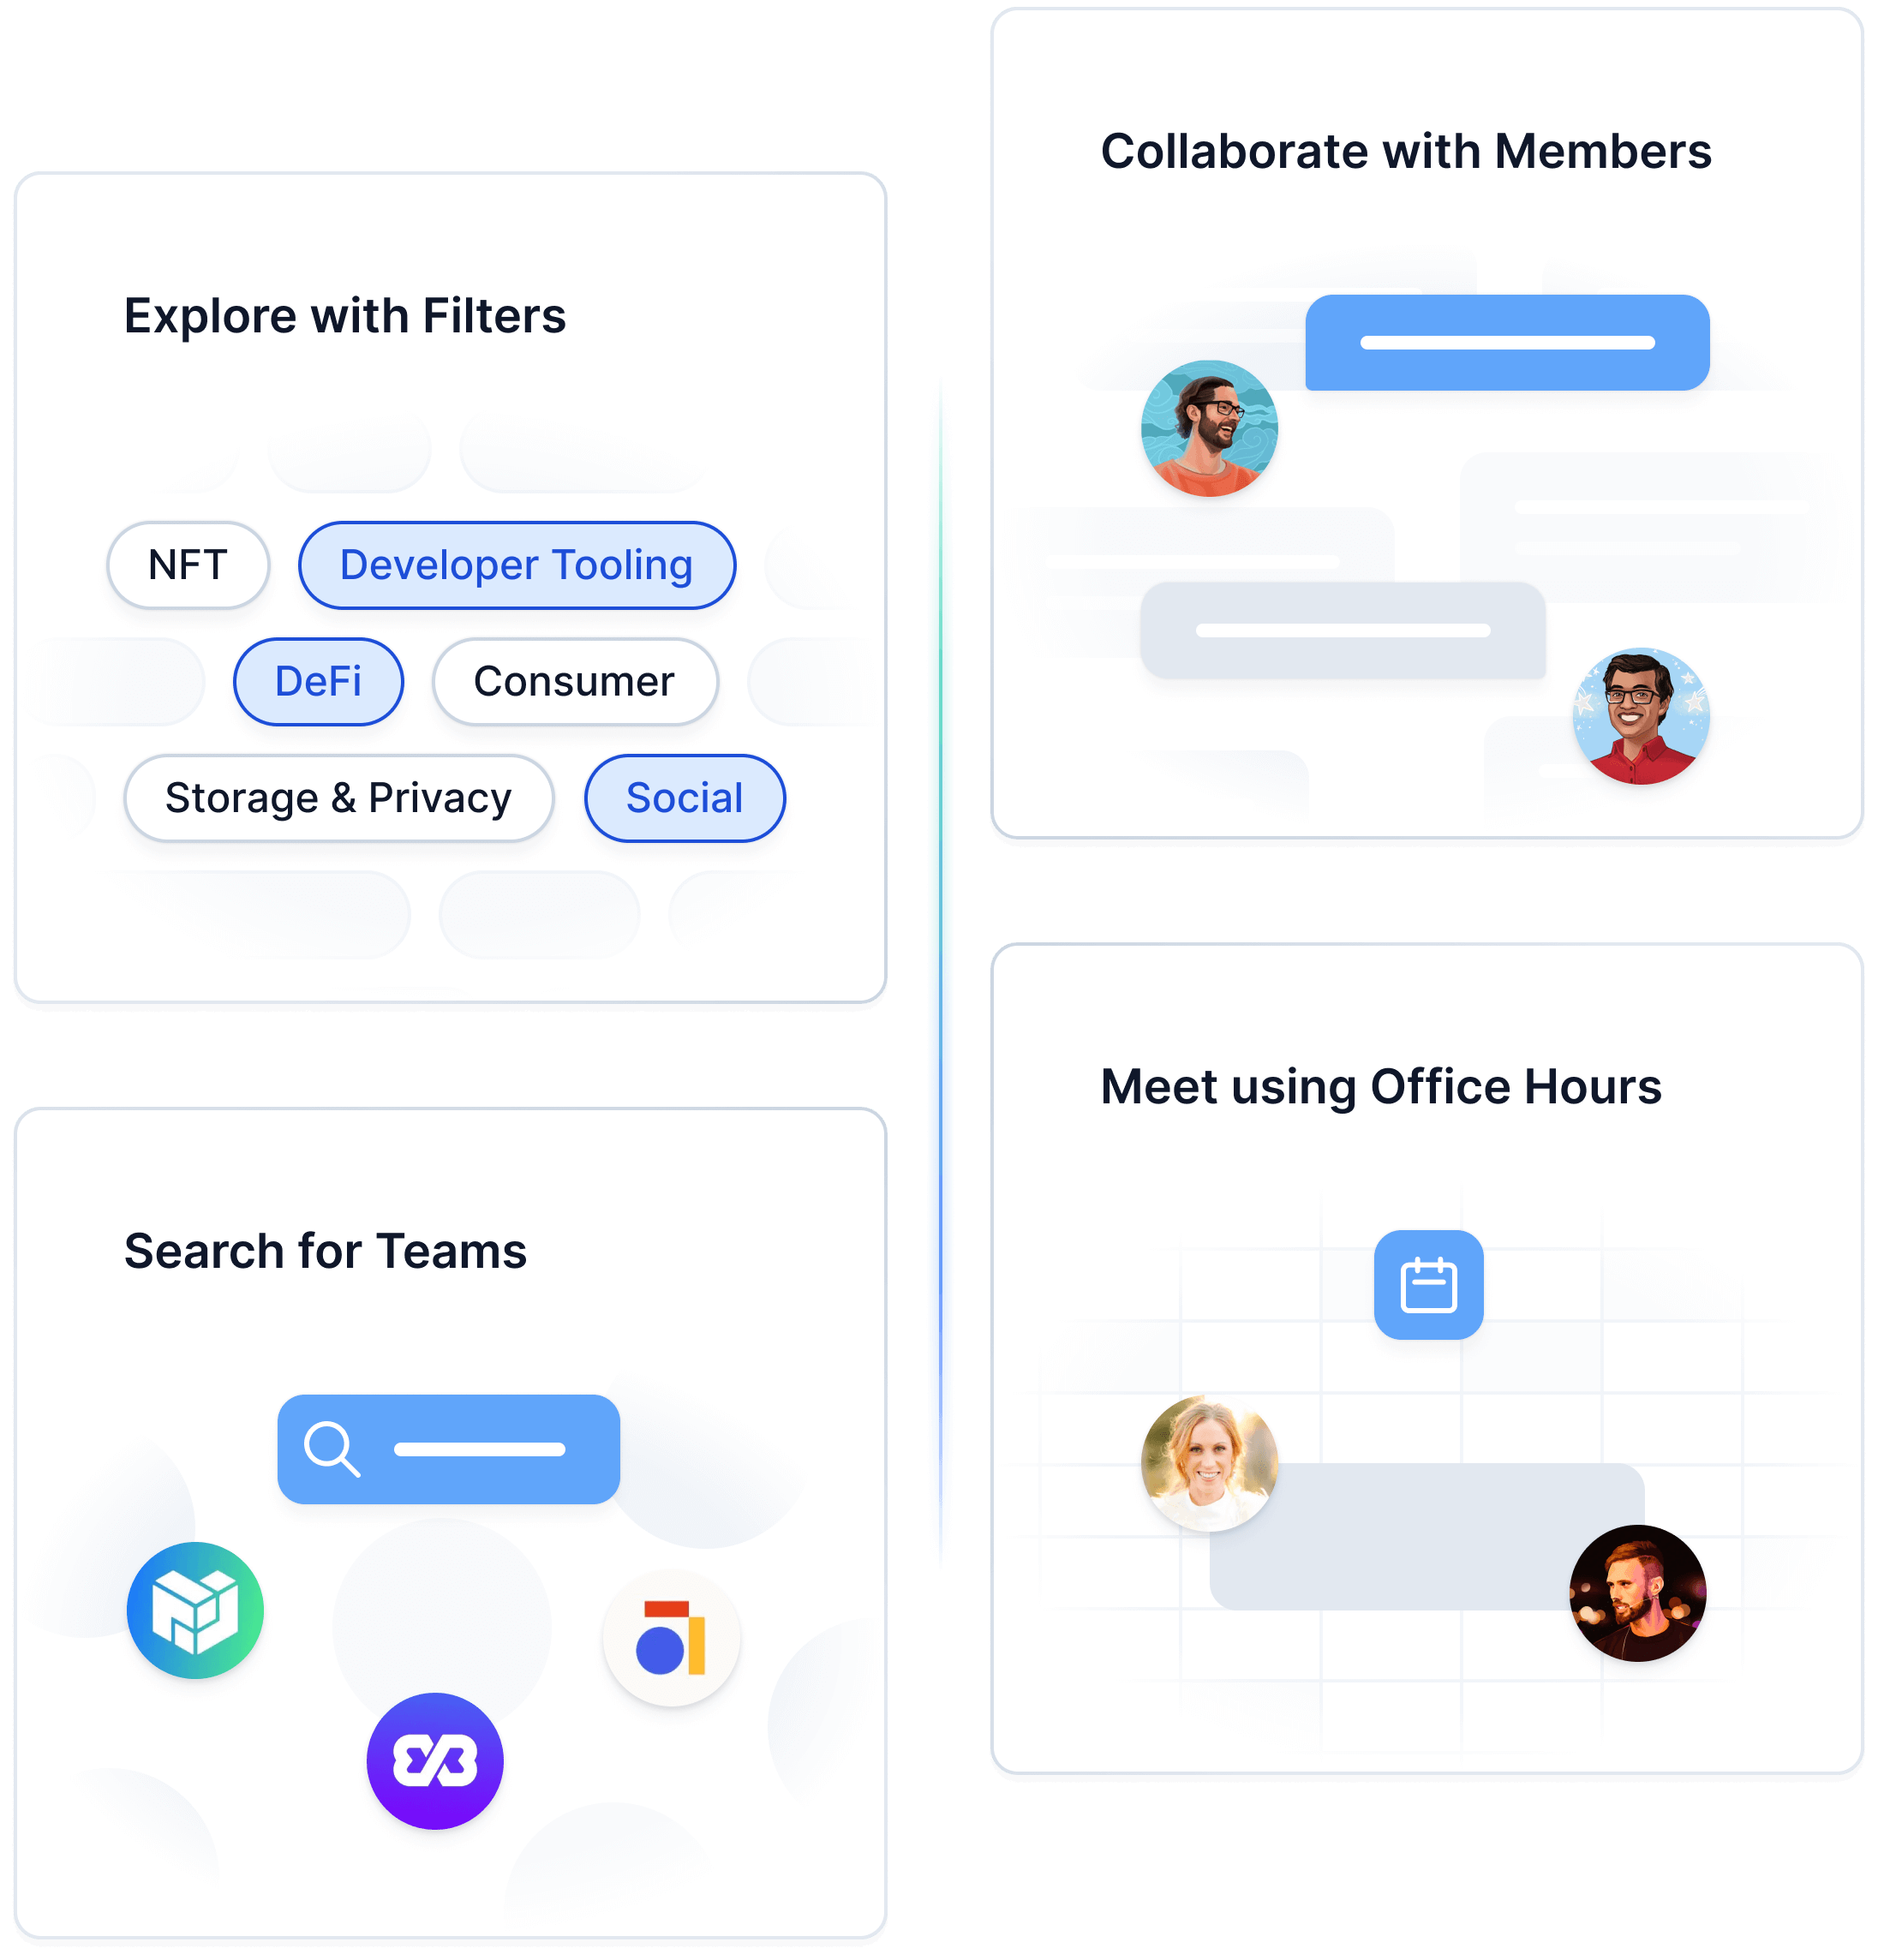 Explore with Filters
NFT
Developer Tooling
DeFi
Consumer
Storage & Privacy
Social
Search for Teams
Collaborate with Members
Meet using Office Hours